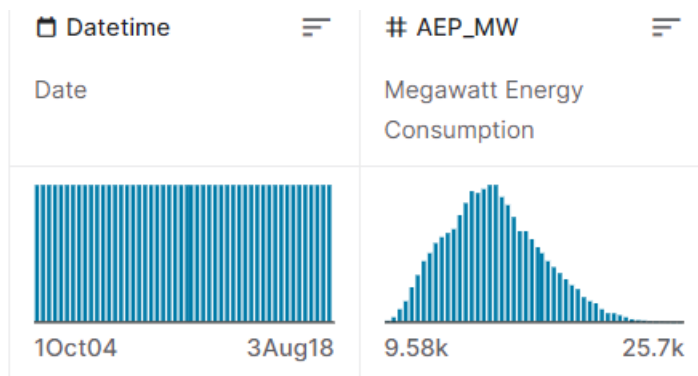 Datetime
# AEP_MW
Date
Megawatt Energy
Consumption
1Oct04
3Aug18
9.58k
25.7k